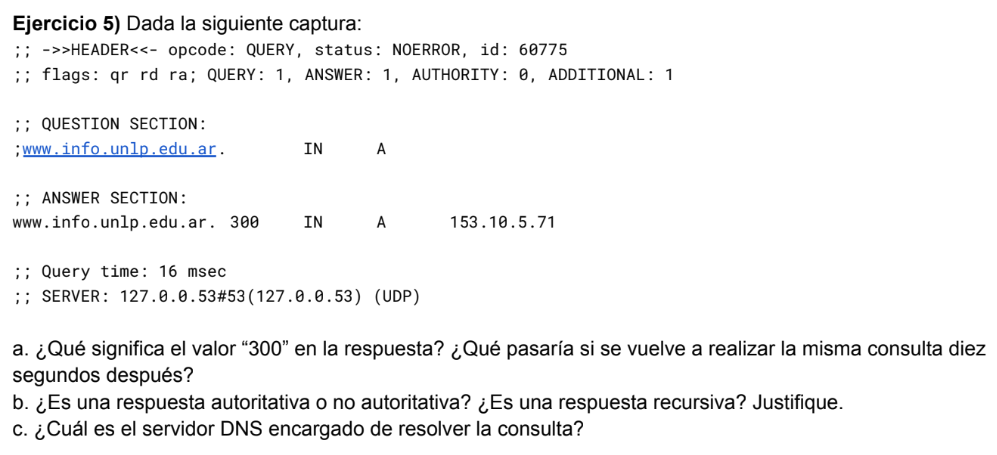 Ejercicio 5) Dada la siguiente captura:
;; ->>HEADER<<- opcode: QUERY, status: NOERROR, id: 60775
;; flags: qr rd ra; QUERY: 1, ANSWER: 1, AUTHORITY: 0, ADDITIONAL: 1
;; QUESTION SECTION:
;www.info.unlp.edu.ar. IN A
;; ANSWER SECTION:
www.info.unlp.edu.ar. 300 IN A 153.10.5.71
;; Query time: 16 msec
;; SERVER: 127.0.0.53#53(127.0.0.53) (UDP)
a. ¿Qué significa el valor “300” en la respuesta? ¿Qué pasaría si se vuelve a realizar la misma consulta diez
segundos después?
b. ¿Es una respuesta autoritativa o no autoritativa? ¿Es una respuesta recursiva? Justifique.
c. ¿Cuál es el servidor DNS encargado de resolver la consulta?